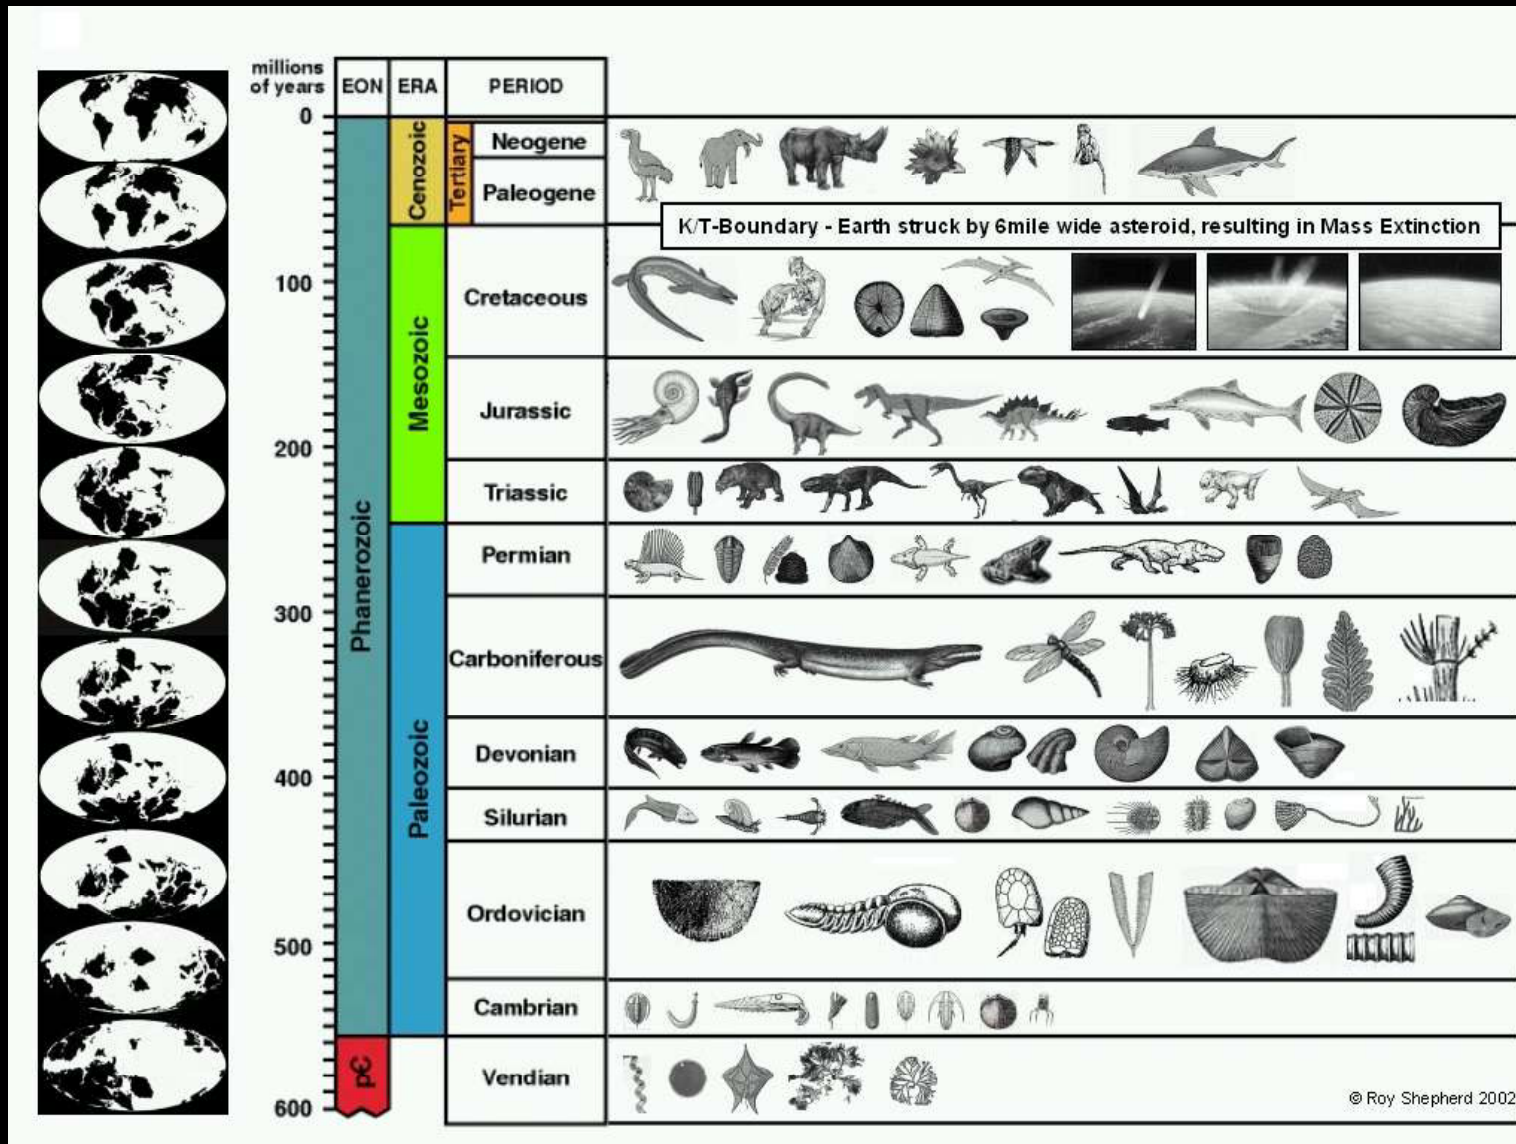 millions
of years
EON
ERA
PERIOD
0
100
200
300
400
500
600
Phanerozoic
pЄ
Cenozoic
Mesozoic
Paleozoic
Tertiary
Neogene
Paleogene
K/T-Boundary - Earth struck by 6mile wide asteroid, resulting in Mass Extinction
Cretaceous
Jurassic
Triassic
Permian
Carboniferous
Devonian
Silurian
Ordovician
Cambrian
Vendian
© Roy Shepherd 2002